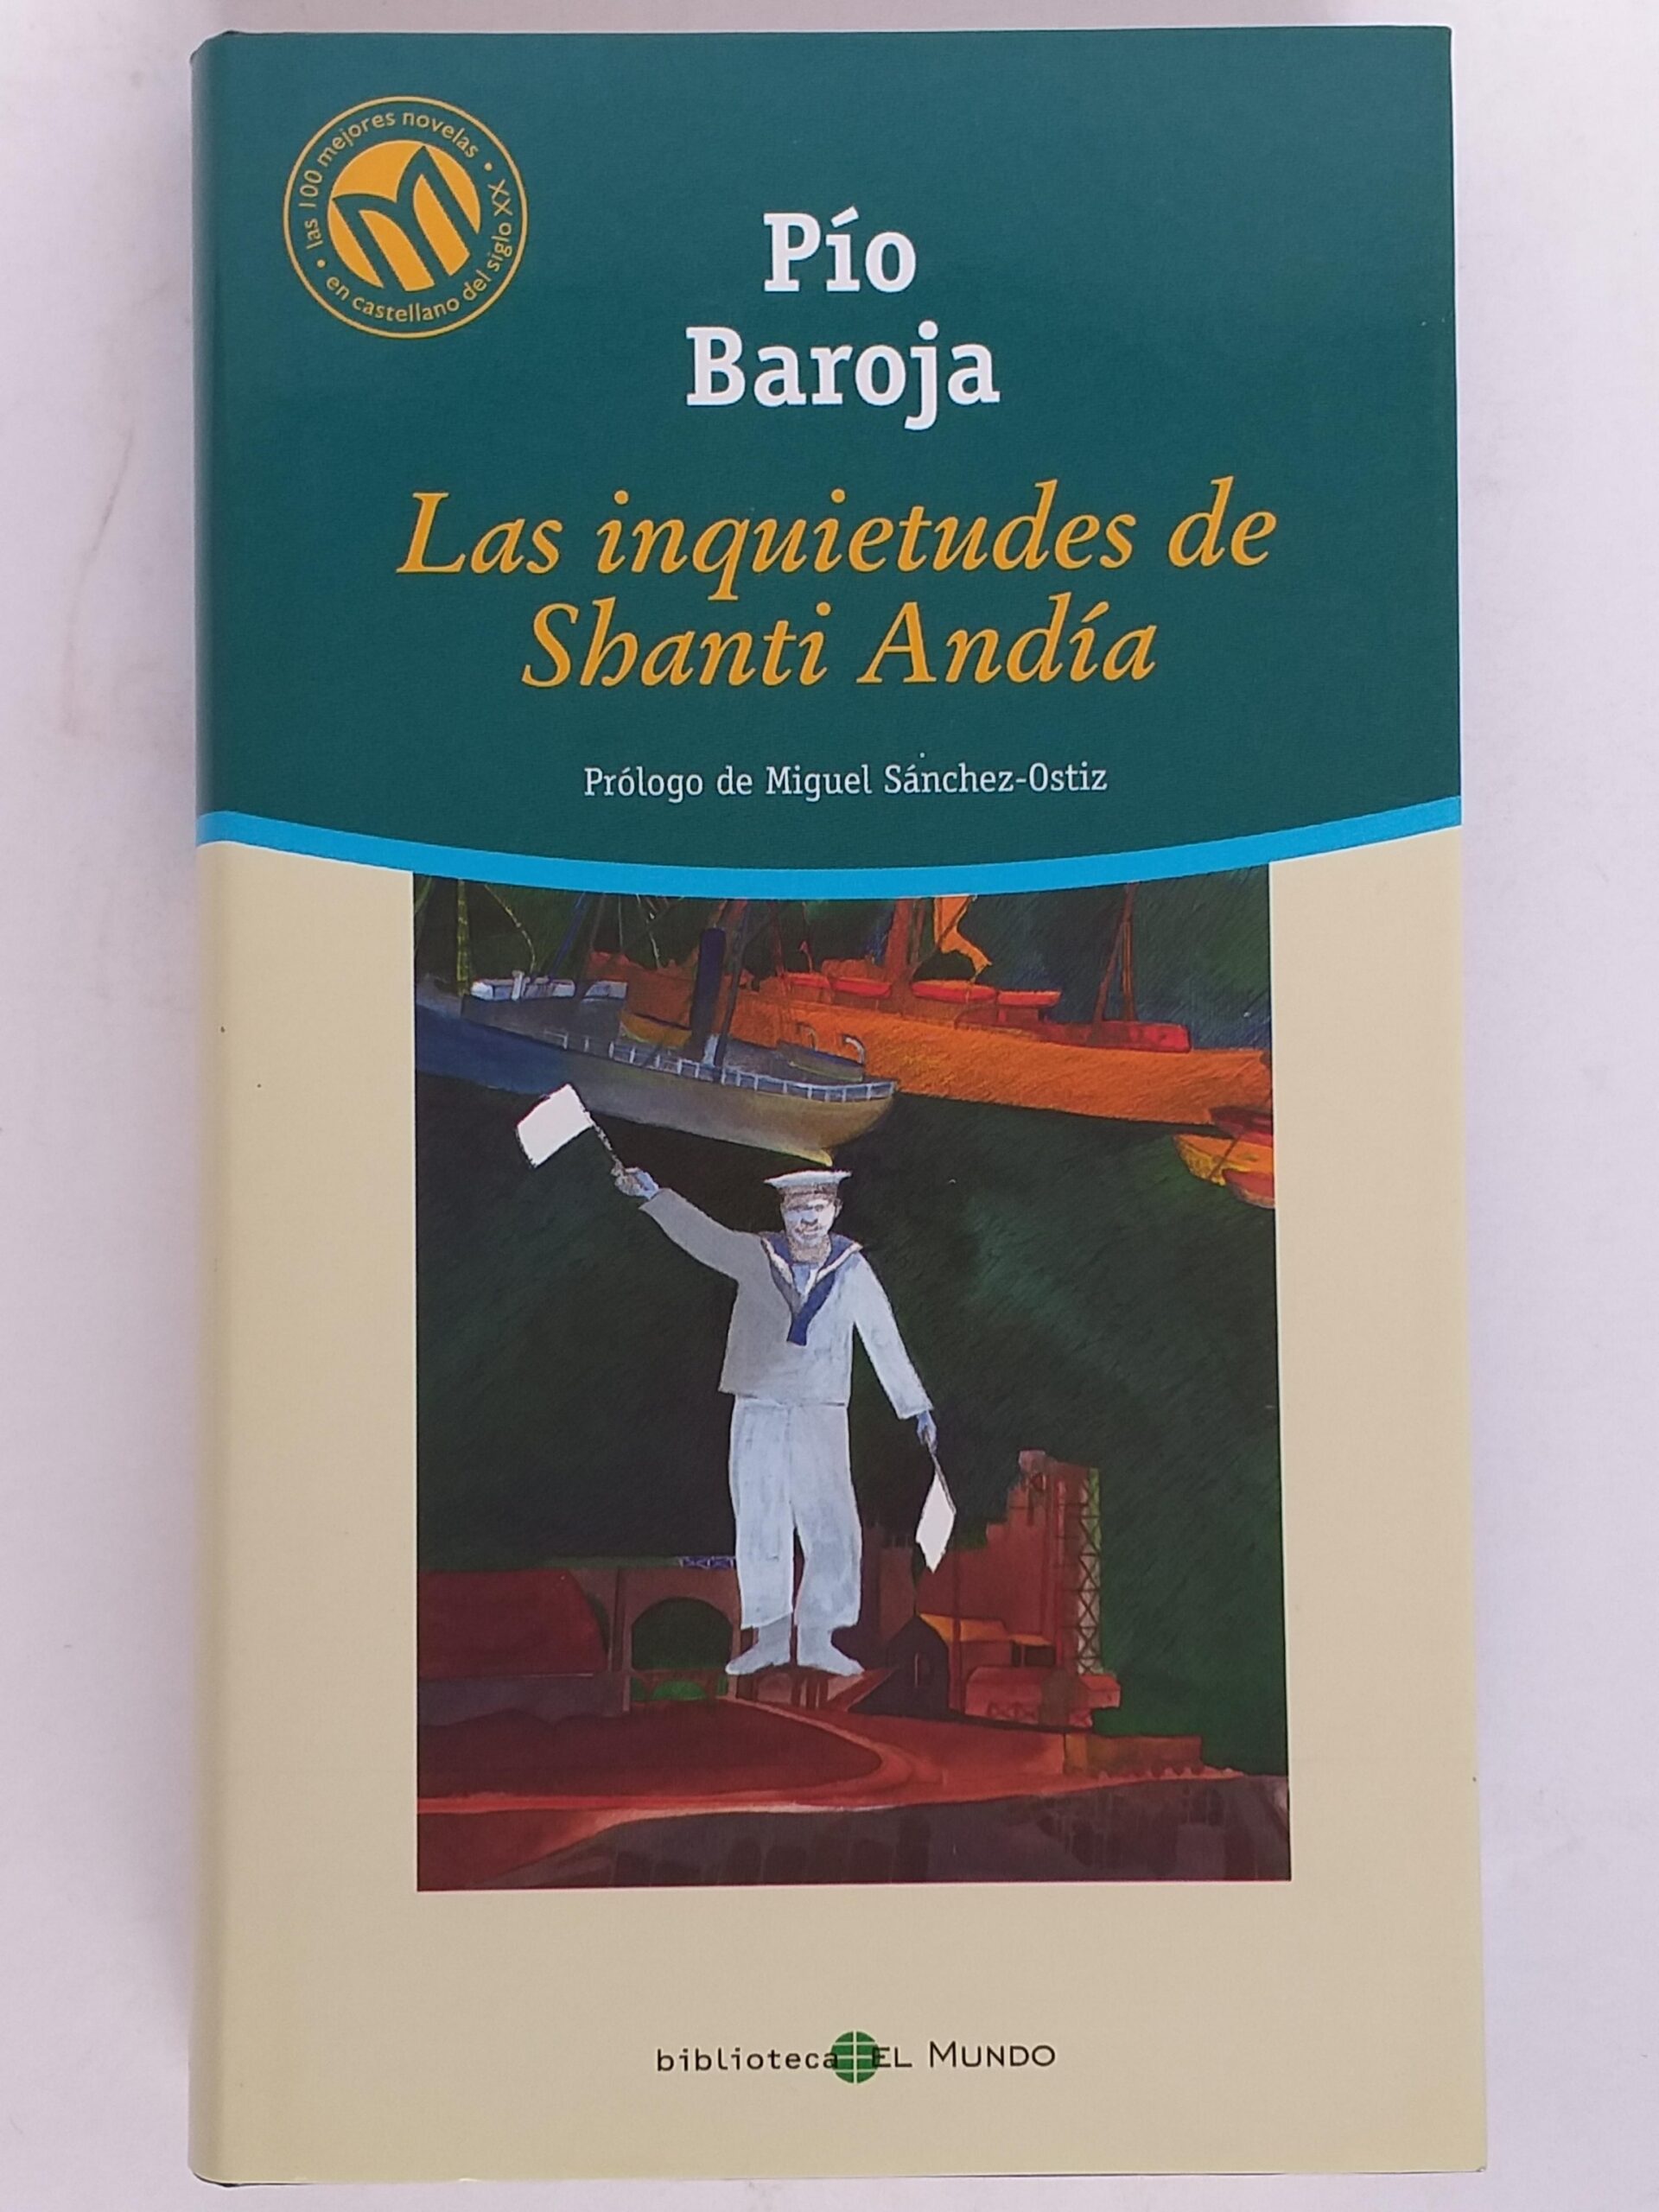 • las 100 mejores novelas •
en castellano del siglo XX
Pío
Baroja
Las inquietudes de
Shanti Andía
Prólogo de Miguel Sánchez-Ostiz
biblioteca EL MUNDO